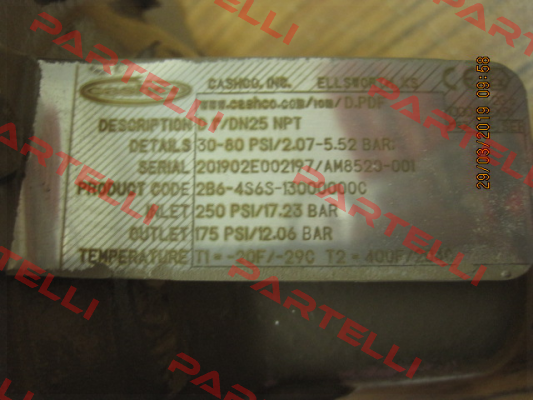 CASHCO, INC. ELLSWORTH, KS
www.cashco.com/iom/D.PDF
DESCRIPTION D /DN25 NPT
DETAILS 30-80 PSI/2.07-5.52 BAR
SERIAL 201902E002197/AM8523-001
PRODUCT CODE 2B6-4S6S-13000000C
INLET 250 PSI/17.23 BAR
OUTLET 175 PSI/12.06 BAR
TEMPERATURE T1 = -20F/-29C T2 = 400F/204C
29/03/2019 09:58
PARTELLI
PARTELLI
PARTELLI
PARTELLI
PARTELLI